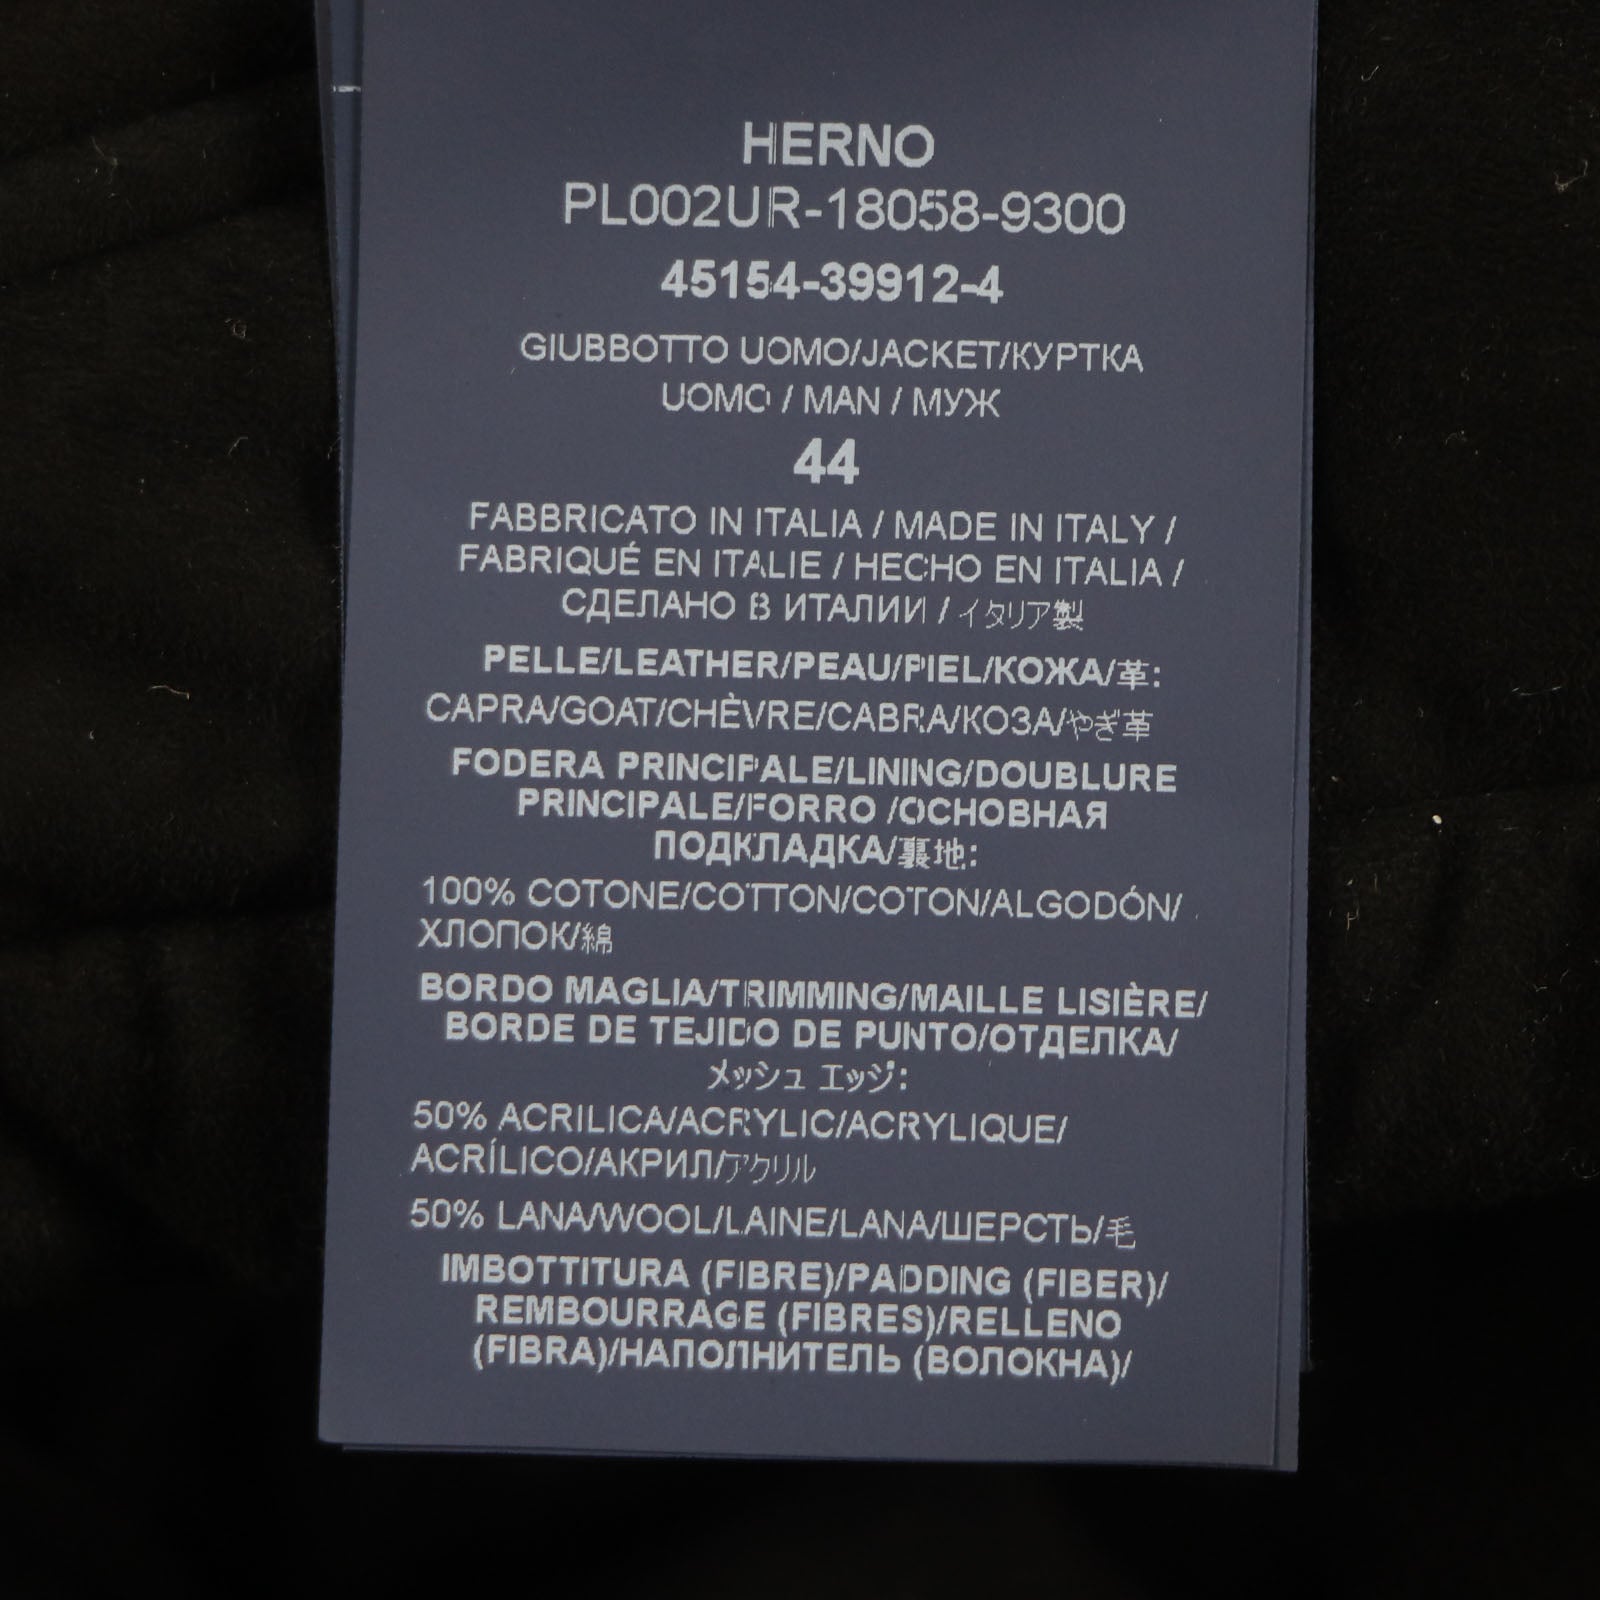 HERNO
PL002UR-18058-9300
45154-39912-4
GIUBBOTTO UOMO/JACKET/КУРТКА
UOMO / MAN / МУЖ
44
FABBRICATO IN ITALIA / MADE IN ITALY /
FABRIQUÉ EN ITALIE / HECHO EN ITALIA /
СДЕЛАНО В ИТАЛИИ / イタリア製
PELLE/LEATHER/PEAU/PIEL/КОЖА/革:
CAPRA/GOAT/CHÈVRE/CABRA/КОЗА/やぎ革
FODERA PRINCIPALE/LINING/DOUBLURE
PRINCIPALE/FORRO /ОСНОВНАЯ
ПОДКЛАДКА/裏地:
100% COTONE/COTTON/COTON/ALGODÓN/
ХЛОПОК/綿
BORDO MAGLIA/TRIMMING/MAILLE LISIÈRE/
BORDE DE TEJIDO DE PUNTO/ОТДЕЛКА/
メッシュ エッジ:
50% ACRILICA/ACRYLIC/ACRYLIQUE/
ACRÍLICO/АКРИЛ/アクリル
50% LANA/WOOL/LAINE/LANA/ШЕРСТЬ/毛
IMBOTTITURA (FIBRE)/PADDING (FIBER)/
REMBOURRAGE (FIBRES)/RELLENO
(FIBRA)/НАПОЛНИТЕЛЬ (ВОЛОКНА)/